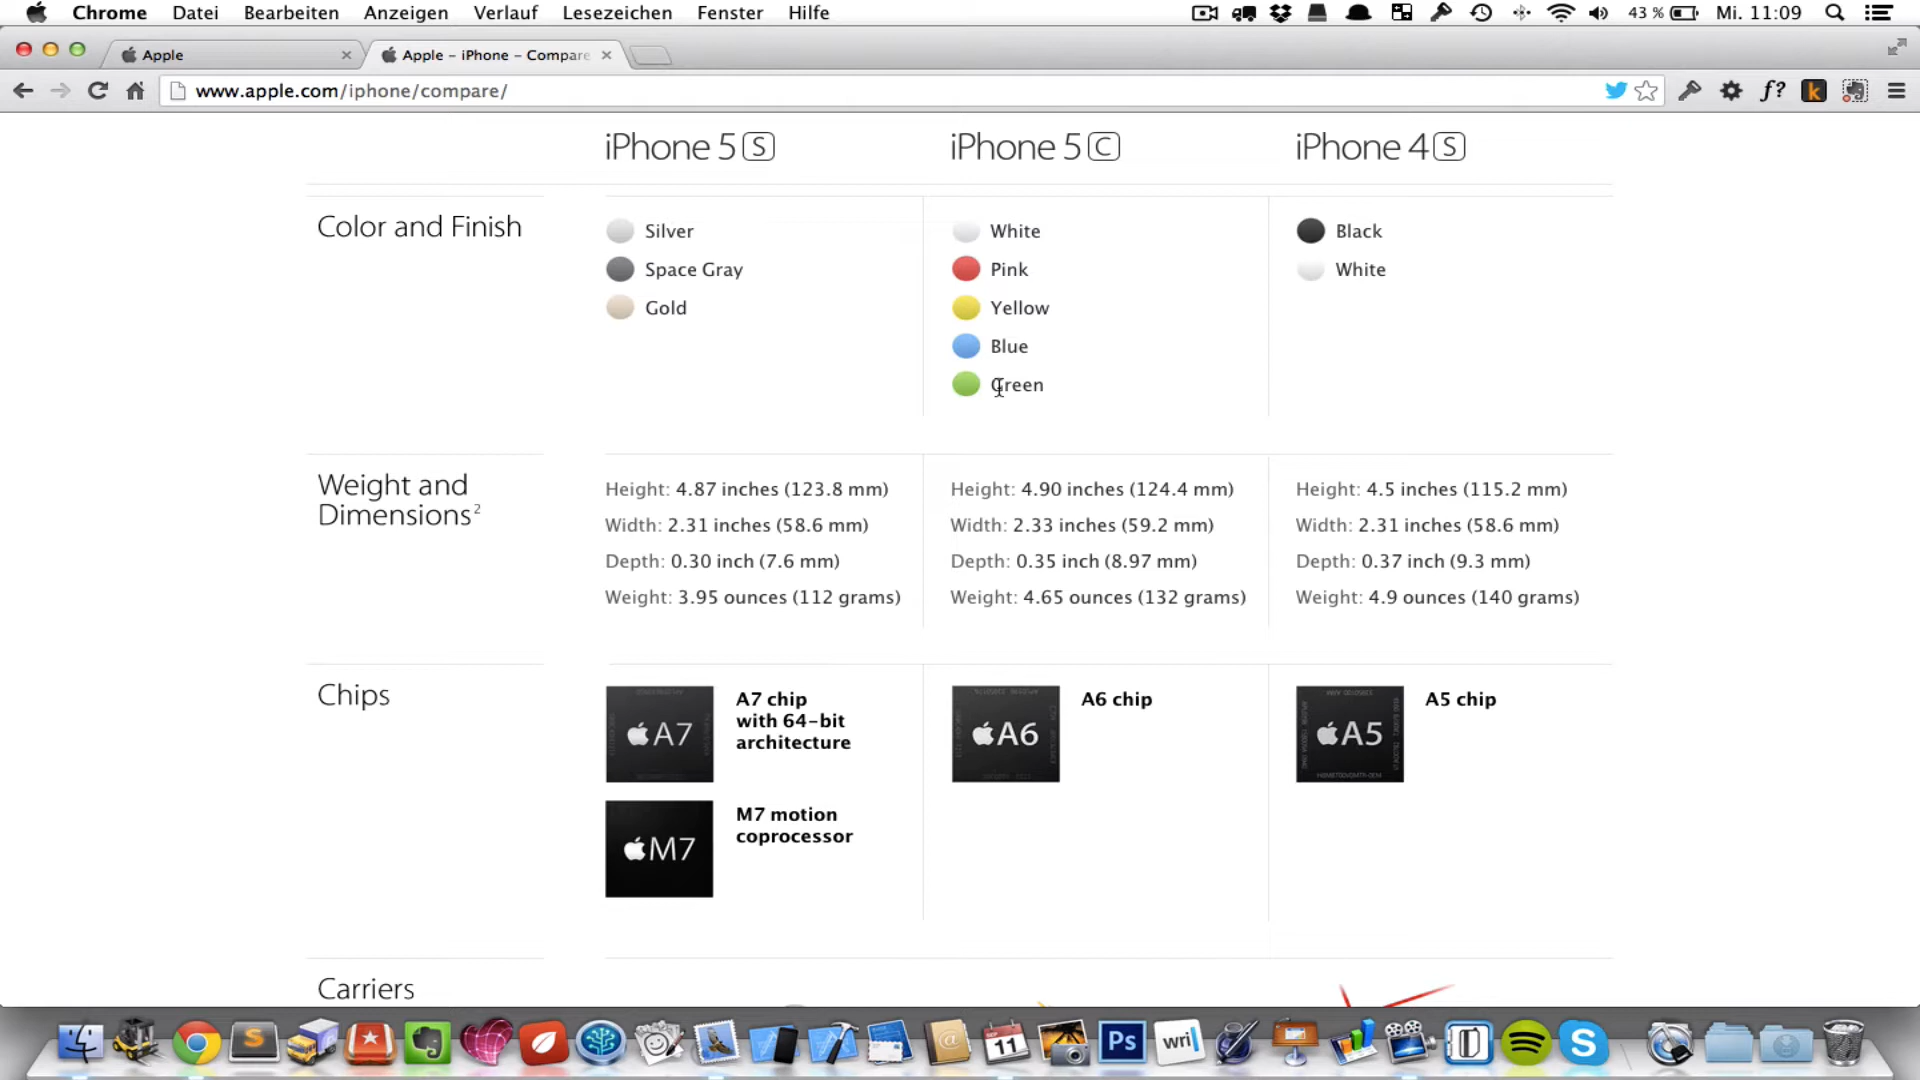 Chrome Datei Bearbeiten Anzeigen Verlauf Lesezeichen Fenster Hilfe 43 % Mi. 11:09
Apple Apple – iPhone – Compare
www.apple.com/iphone/compare/ f? k
iPhone 5 S iPhone 5 C iPhone 4 S
Color and Finish
Silver White Black
Space Gray Pink White
Gold Yellow
Blue
Green
Weight and
Dimensions2
Height: 4.87 inches (123.8 mm) Height: 4.90 inches (124.4 mm) Height: 4.5 inches (115.2 mm)
Width: 2.31 inches (58.6 mm) Width: 2.33 inches (59.2 mm) Width: 2.31 inches (58.6 mm)
Depth: 0.30 inch (7.6 mm) Depth: 0.35 inch (8.97 mm) Depth: 0.37 inch (9.3 mm)
Weight: 3.95 ounces (112 grams) Weight: 4.65 ounces (132 grams) Weight: 4.9 ounces (140 grams)
Chips
A7 A7 chip
with 64-bit
architecture
A6 A6 chip
A5 A5 chip
M7 M7 motion
coprocessor
Carriers
S 11 Ps wri